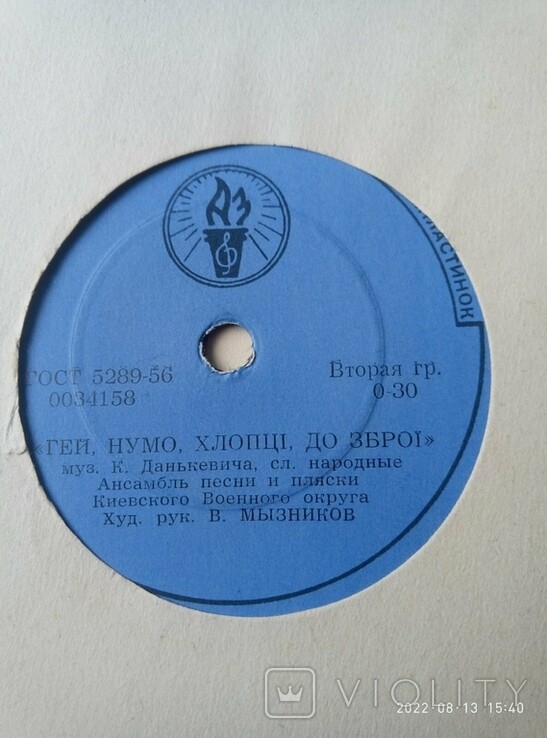 АЗ
ЛАСТИНОК
ГОСТ 5289-56
0034158
Вторая гр.
0-30
«ГЕЙ, НУМО, ХЛОПЦІ, ДО ЗБРОЇ»
муз. К. Данькевича, сл. народные
Ансамбль песни и пляски
Киевского Военного округа
Худ. рук. В. МЫЗНИКОВ
VIOLITY
2022-08-13 15:40